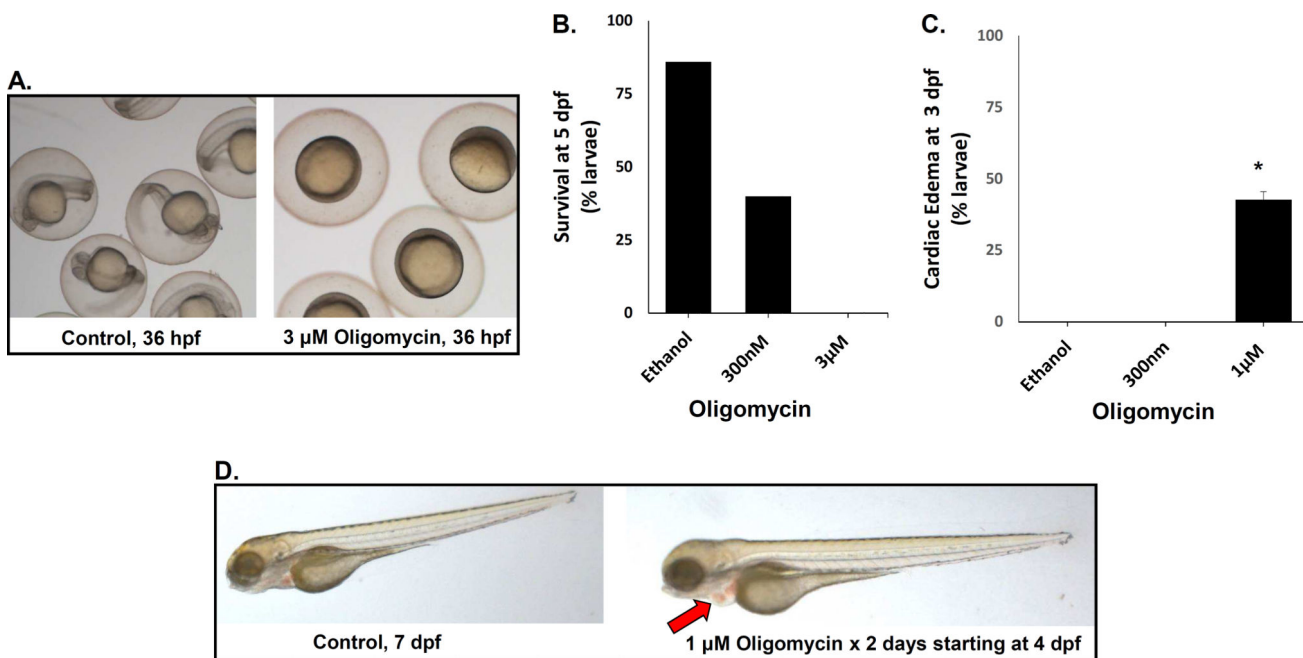 A.
Control, 36 hpf
3 µM Oligomycin, 36 hpf
B.
Survival at 5 dpf
(% larvae)
100
75
50
25
0
Ethanol
300nM
3µM
Oligomycin
C.
Cardiac Edema at 3 dpf
(% larvae)
100
75
50
25
0
*
Ethanol
300nm
1µM
Oligomycin
D.
Control, 7 dpf
1 µM Oligomycin x 2 days starting at 4 dpf